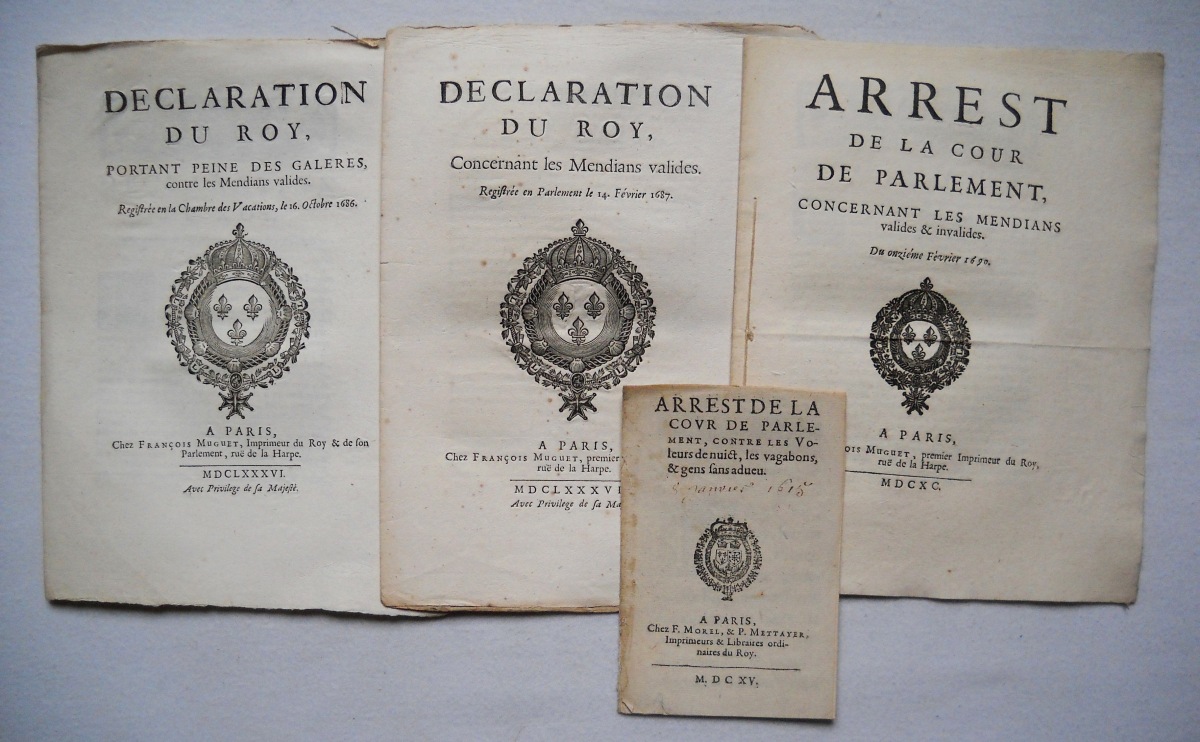 DECLARATION
DU ROY,
PORTANT PEINE DES GALERES,
contre les Mendians valides.
Regiſtrée en la Chambre des Vacations, le 16. Octobre 1686.
A PARIS,
Chez FRANÇOIS MUGUET, Imprimeur du Roy & de ſon
Parlement, ruë de la Harpe.
MDCLXXXVI.
Avec Privilege de ſa Majeſté.
DECLARATION
DU ROY,
Concernant les Mendians valides.
Regiſtrée en Parlement le 14. Février 1687.
A PARIS,
Chez FRANÇOIS MUGUET, premier
ruë de la Harpe.
MDCLXXXVI
Avec Privilege de ſa Ma
ARREST
DE LA COUR
DE PARLEMENT,
CONCERNANT LES MENDIANS
valides & invalides.
Du onziéme Février 1690.
A PARIS,
OIS MUGUET, premier Imprimeur du Roy,
ruë de la Harpe.
MDCXC.
ARREST DE LA
COVR DE PARLE-
MENT, CONTRE LES VO-
leurs de nuict, les vagabons,
& gens ſans adueu.
Janvier 1615
A PARIS,
Chez F. MOREL, & P. METTAYER,
Imprimeurs & Libraires ordi-
naires du Roy.
M. D C XV.